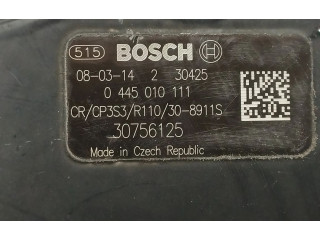 515 BOSCH
08-03-14 2 30425
0 445 010 111
CR/CP3S3/R110/30-8911S
30756125
Made in Czech Republic